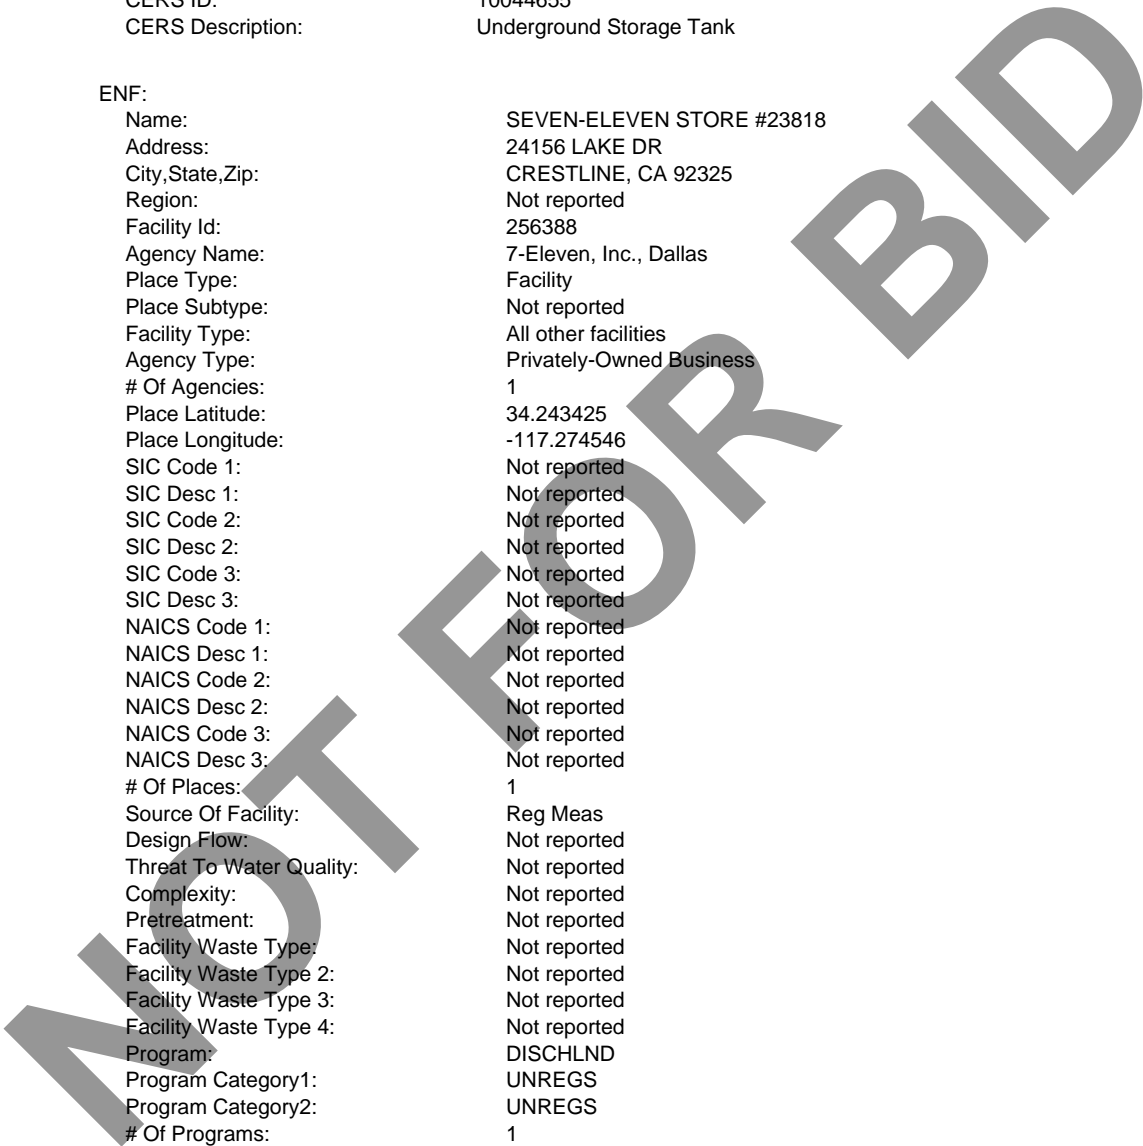 CERS ID: 10044655
CERS Description: Underground Storage Tank
ENF:
Name: SEVEN-ELEVEN STORE #23818
Address: 24156 LAKE DR
City,State,Zip: CRESTLINE, CA 92325
Region: Not reported
Facility Id: 256388
Agency Name: 7-Eleven, Inc., Dallas
Place Type: Facility
Place Subtype: Not reported
Facility Type: All other facilities
Agency Type: Privately-Owned Business
# Of Agencies: 1
Place Latitude: 34.243425
Place Longitude: -117.274546
SIC Code 1: Not reported
SIC Desc 1: Not reported
SIC Code 2: Not reported
SIC Desc 2: Not reported
SIC Code 3: Not reported
SIC Desc 3: Not reported
NAICS Code 1: Not reported
NAICS Desc 1: Not reported
NAICS Code 2: Not reported
NAICS Desc 2: Not reported
NAICS Code 3: Not reported
NAICS Desc 3: Not reported
# Of Places: 1
Source Of Facility: Reg Meas
Design Flow: Not reported
Threat To Water Quality: Not reported
Complexity: Not reported
Pretreatment: Not reported
Facility Waste Type: Not reported
Facility Waste Type 2: Not reported
Facility Waste Type 3: Not reported
Facility Waste Type 4: Not reported
Program: DISCHLND
Program Category1: UNREGS
Program Category2: UNREGS
# Of Programs: 1
NOT FOR BID